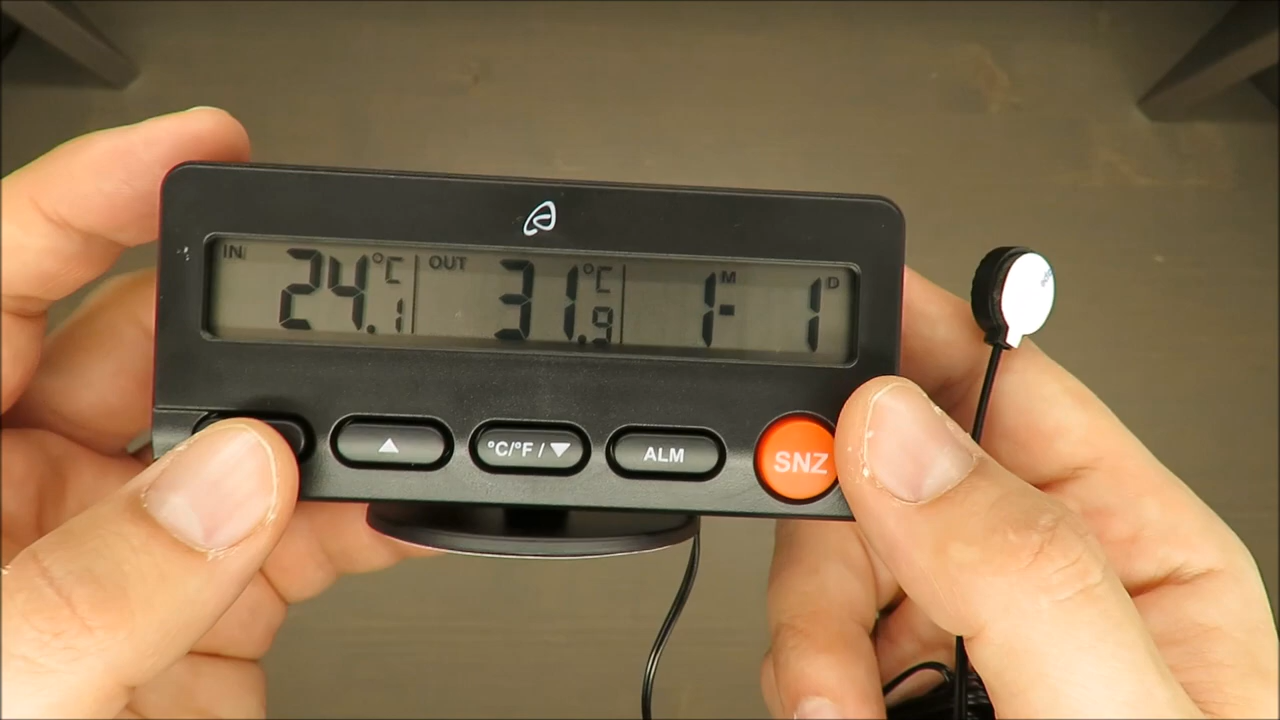 IN 24.1 °C OUT 31.9 °C 1 M - 1 D
▲ °C/°F / ▼ ALM SNZ